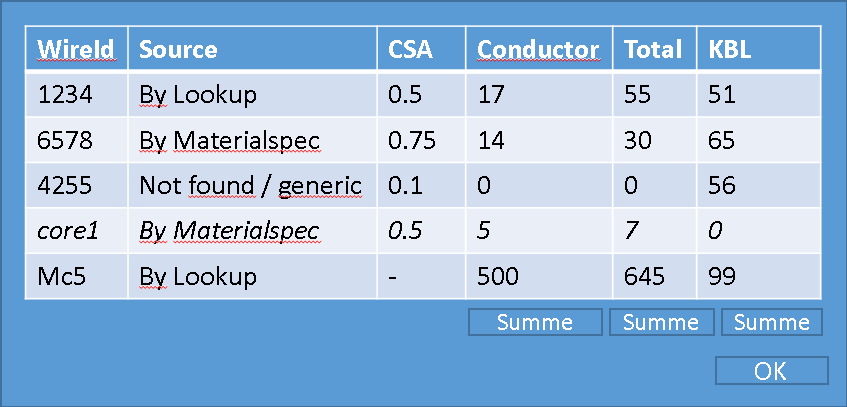 WireId Source CSA Conductor Total KBL
1234 By Lookup 0.5 17 55 51
6578 By Materialspec 0.75 14 30 65
4255 Not found / generic 0.1 0 0 56
core1 By Materialspec 0.5 5 7 0
Mc5 By Lookup - 500 645 99
Summe Summe Summe
OK